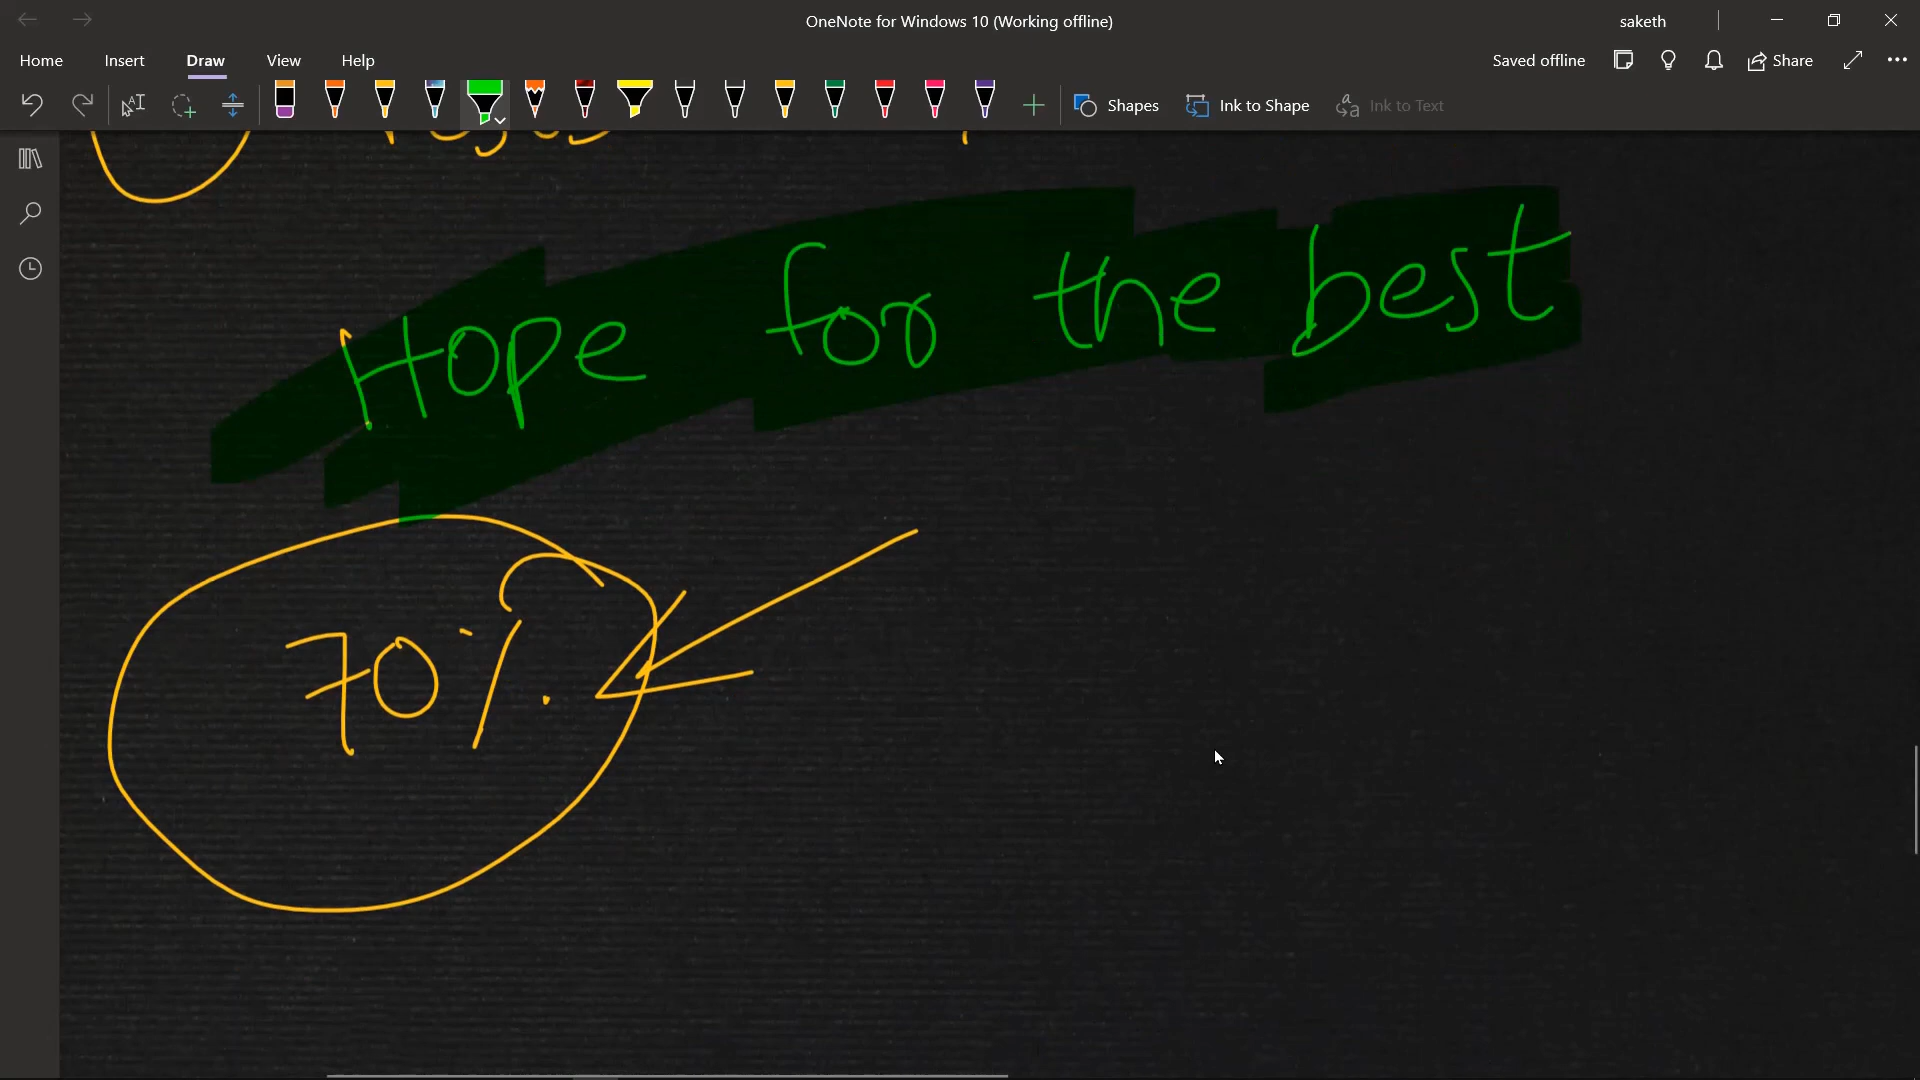 OneNote for Windows 10 (Working offline)
saketh
Home Insert Draw View Help
Saved offline Share
Shapes Ink to Shape Ink to Text
Hope for the best
70%